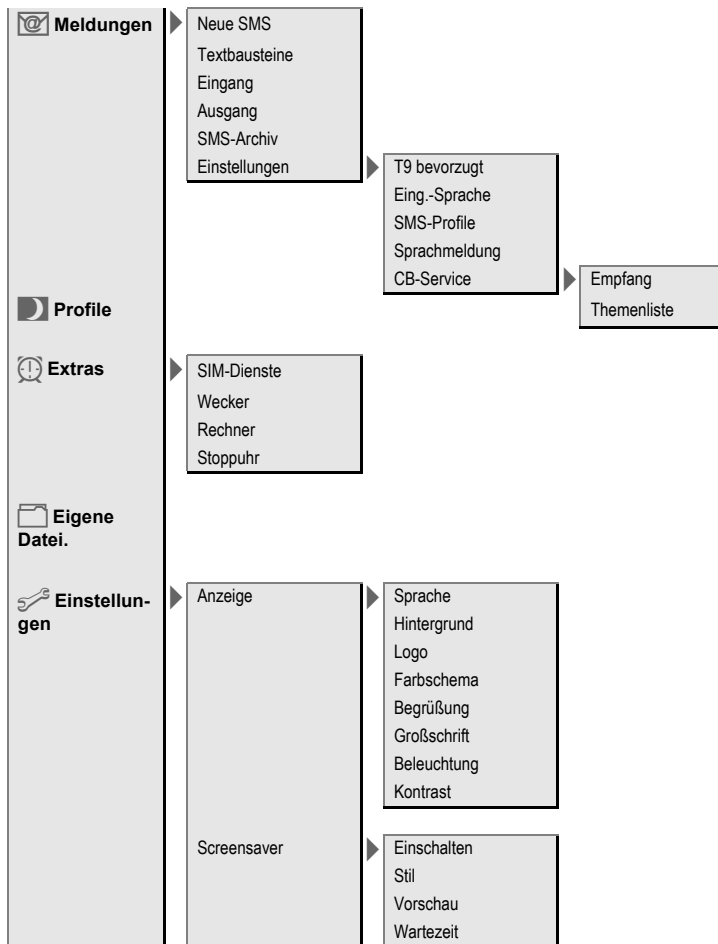 Meldungen
Neue SMS
Textbausteine
Eingang
Ausgang
SMS-Archiv
Einstellungen
T9 bevorzugt
Eing.-Sprache
SMS-Profile
Sprachmeldung
CB-Service
Empfang
Themenliste
Profile
Extras
SIM-Dienste
Wecker
Rechner
Stoppuhr
Eigene
Datei.
Einstellun-
gen
Anzeige
Sprache
Hintergrund
Logo
Farbschema
Begrüßung
Großschrift
Beleuchtung
Kontrast
Screensaver
Einschalten
Stil
Vorschau
Wartezeit